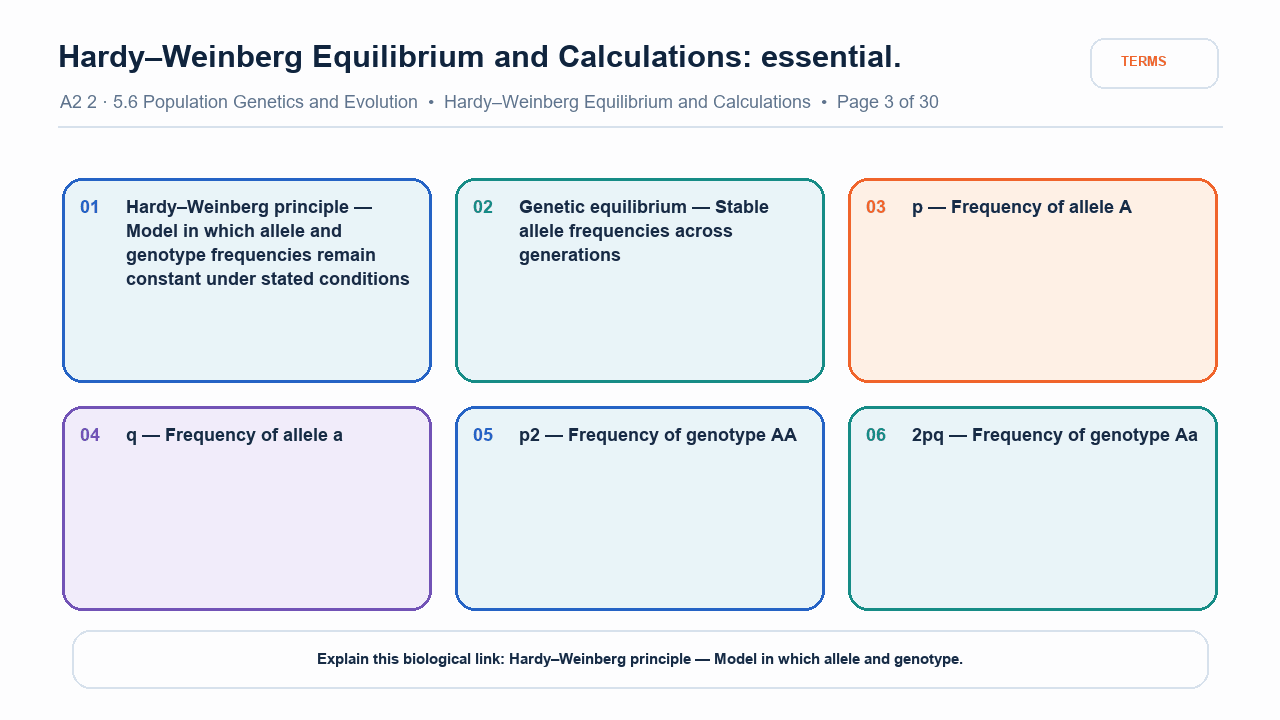 Hardy–Weinberg Equilibrium and Calculations: essential.
TERMS
A2 2 · 5.6 Population Genetics and Evolution • Hardy–Weinberg Equilibrium and Calculations • Page 3 of 30
01
Hardy–Weinberg principle —
Model in which allele and
genotype frequencies remain
constant under stated conditions
02
Genetic equilibrium — Stable
allele frequencies across
generations
03
p — Frequency of allele A
04
q — Frequency of allele a
05
p2 — Frequency of genotype AA
06
2pq — Frequency of genotype Aa
Explain this biological link: Hardy–Weinberg principle — Model in which allele and genotype.